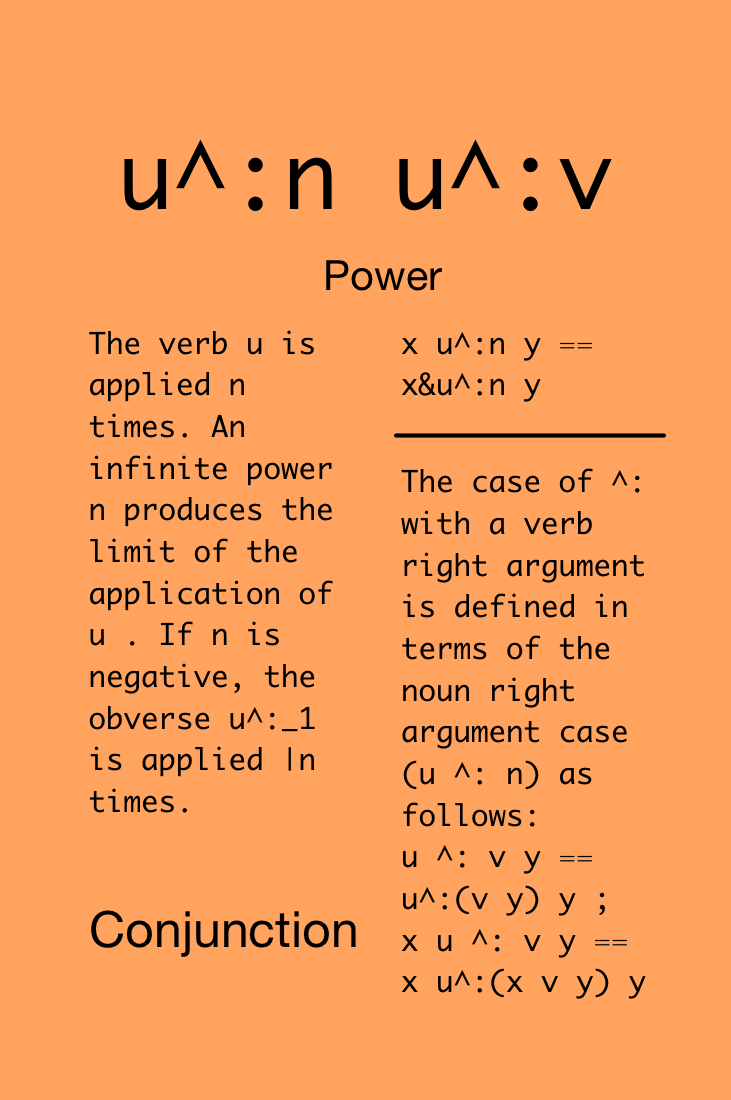 u^:n u^:v
Power
The verb u is
applied n
times. An
infinite power
n produces the
limit of the
application of
u . If n is
negative, the
obverse u^:_1
is applied |n
times.
Conjunction
x u^:n y ==
x&u^:n y
The case of ^:
with a verb
right argument
is defined in
terms of the
noun right
argument case
(u ^: n) as
follows:
u ^: v y ==
u^:(v y) y ;
x u ^: v y ==
x u^:(x v y) y